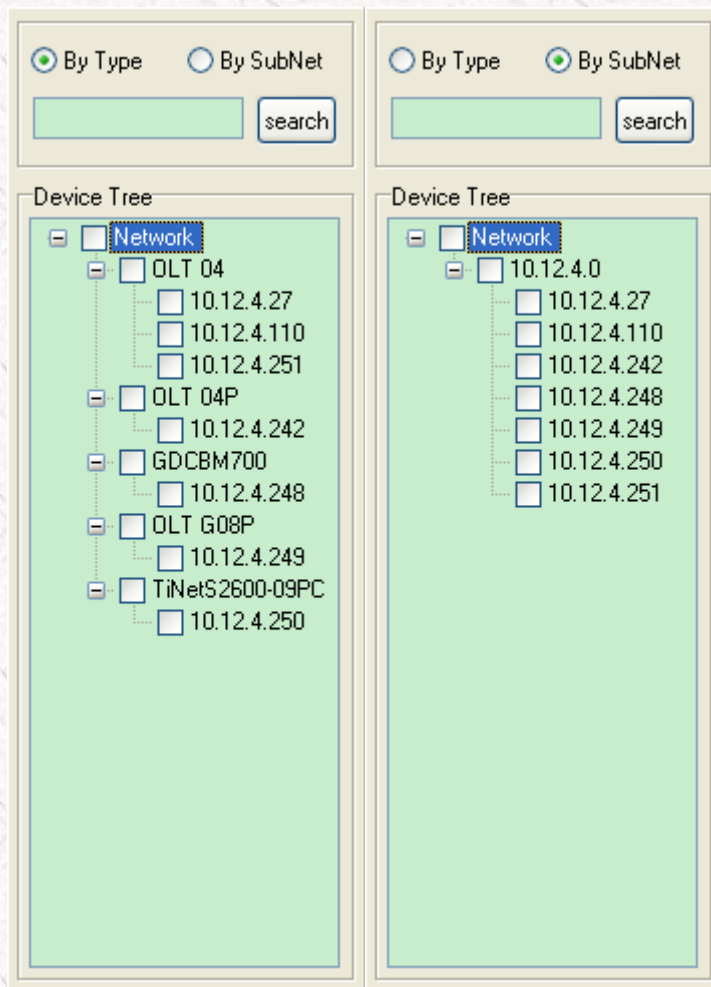 By Type By SubNet
search
Device Tree
Network
OLT 04
10.12.4.27
10.12.4.110
10.12.4.251
OLT 04P
10.12.4.242
GDCBM700
10.12.4.248
OLT G08P
10.12.4.249
TiNetS2600-09PC
10.12.4.250
By Type By SubNet
search
Device Tree
Network
10.12.4.0
10.12.4.27
10.12.4.110
10.12.4.242
10.12.4.248
10.12.4.249
10.12.4.250
10.12.4.251